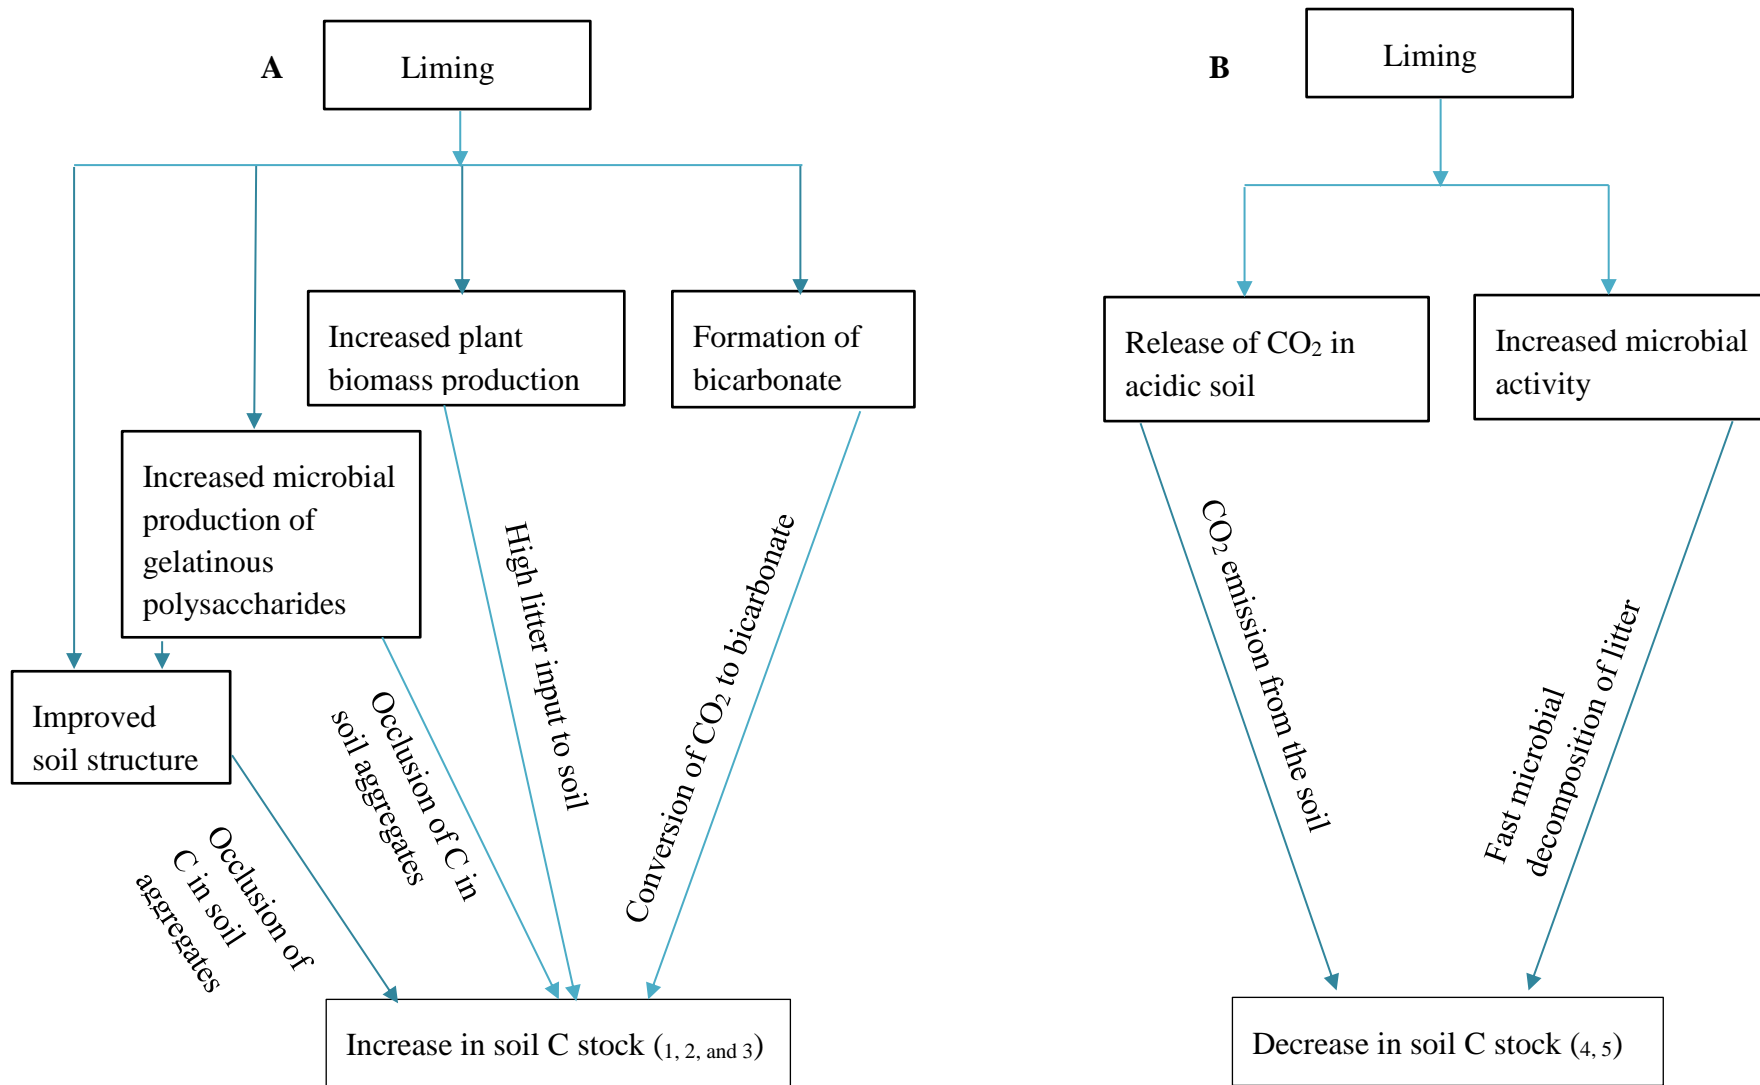 A
Liming
Increased plant
biomass production
Formation of
bicarbonate
Increased microbial
production of
gelatinous
polysaccharides
Improved
soil structure
Occlusion of
C in soil
aggregates
Occlusion of C in
soil aggregates
High litter input to soil
Conversion of CO₂ to bicarbonate
Increase in soil C stock (1, 2, and 3)
B
Liming
Release of CO₂ in
acidic soil
Increased microbial
activity
CO₂ emission from the soil
Fast microbial
decomposition of litter
Decrease in soil C stock (4, 5)